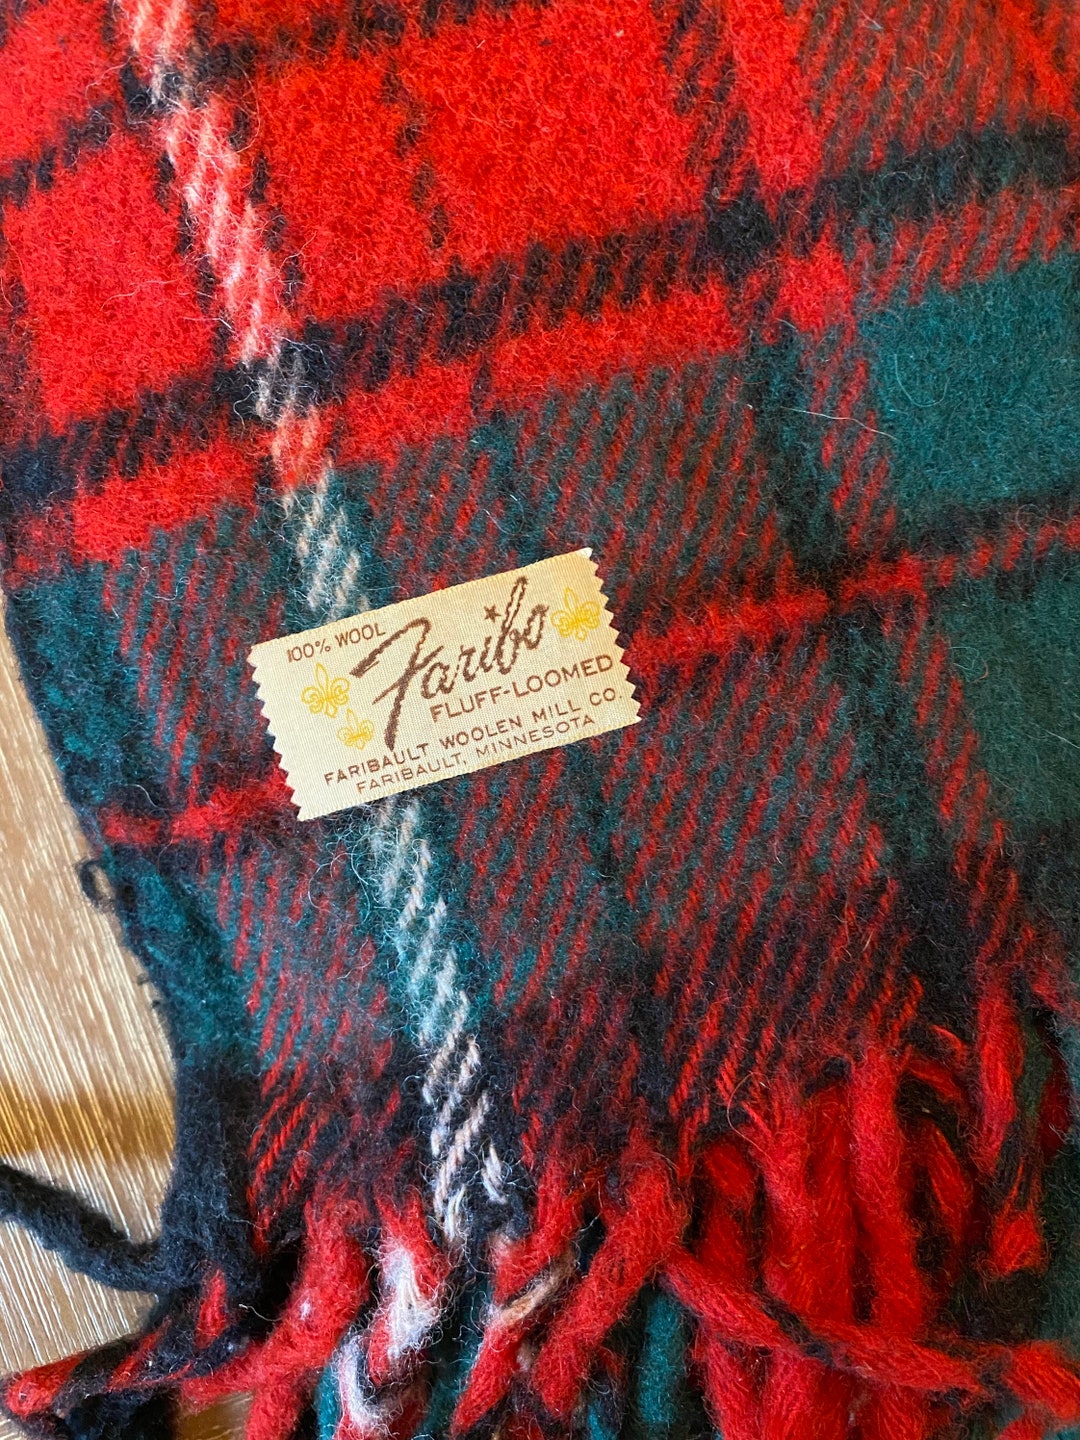 100% WOOL
Faribo
FLUFF-LOOMED
FARIBAULT WOOLEN MILL CO.
FARIBAULT, MINNESOTA